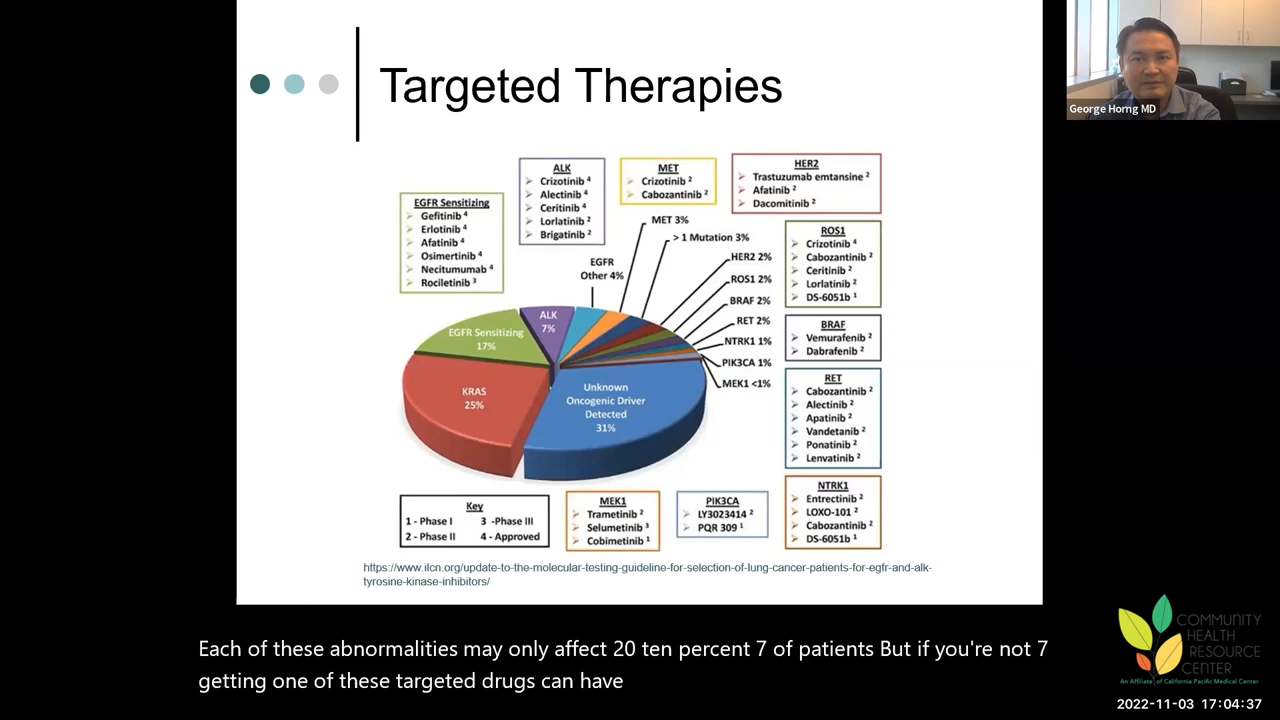 Targeted Therapies
George Horng MD
ALK
➢ Crizotinib 4
➢ Alectinib 4
➢ Ceritinib 4
➢ Lorlatinib 2
➢ Brigatinib 2
MET
➢ Crizotinib 2
➢ Cabozantinib 2
HER2
➢ Trastuzumab emtansine 2
➢ Afatinib 2
➢ Dacomitinib 2
EGFR Sensitizing
➢ Gefitinib 4
➢ Erlotinib 4
➢ Afatinib 4
➢ Osimertinib 4
➢ Necitumumab 4
➢ Rociletinib 3
ROS1
➢ Crizotinib 4
➢ Cabozantinib 2
➢ Ceritinib 2
➢ Lorlatinib 2
➢ DS-6051b 1
MET 3%
> 1 Mutation 3%
EGFR
Other 4%
HER2 2%
ROS1 2%
BRAF 2%
RET 2%
NTRK1 1%
PIK3CA 1%
MEK1 <1%
ALK
7%
EGFR Sensitizing
17%
KRAS
25%
Unknown
Oncogenic Driver
Detected
31%
BRAF
➢ Vemurafenib 2
➢ Dabrafenib 2
RET
➢ Cabozantinib 2
➢ Alectinib 2
➢ Apatinib 2
➢ Vandetanib 2
➢ Ponatinib 2
➢ Lenvatinib 2
NTRK1
➢ Entrectinib 2
➢ LOXO-101 2
➢ Cabozantinib 2
➢ DS-6051b 1
Key
1 - Phase I 3 -Phase III
2 - Phase II 4 - Approved
MEK1
➢ Trametinib 2
➢ Selumetinib 3
➢ Cobimetinib 1
PIK3CA
➢ LY3023414 2
➢ PQR 309 1
https://www.ilcn.org/update-to-the-molecular-testing-guideline-for-selection-of-lung-cancer-patients-for-egfr-and-alk-
tyrosine-kinase-inhibitors/
Each of these abnormalities may only affect 20 ten percent 7 of patients But if you're not 7
getting one of these targeted drugs can have
COMMUNITY
HEALTH
RESOURCE
CENTER
An Affiliate of California Pacific Medical Center
2022-11-03 17:04:37